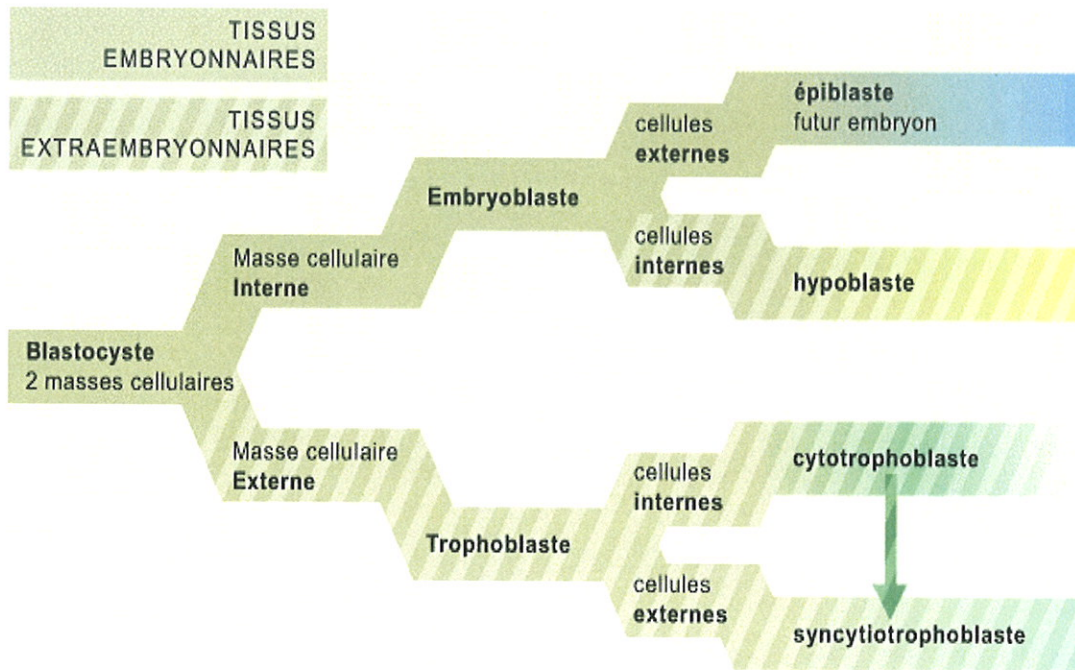 TISSUS
EMBRYONNAIRES
TISSUS
EXTRAEMBRYONNAIRES
Blastocyste
2 masses cellulaires
Masse cellulaire
Interne
Masse cellulaire
Externe
Embryoblaste
Trophoblaste
cellules
externes
cellules
internes
cellules
internes
cellules
externes
épiblaste
futur embryon
hypoblaste
cytotrophoblaste
syncytiotrophoblaste